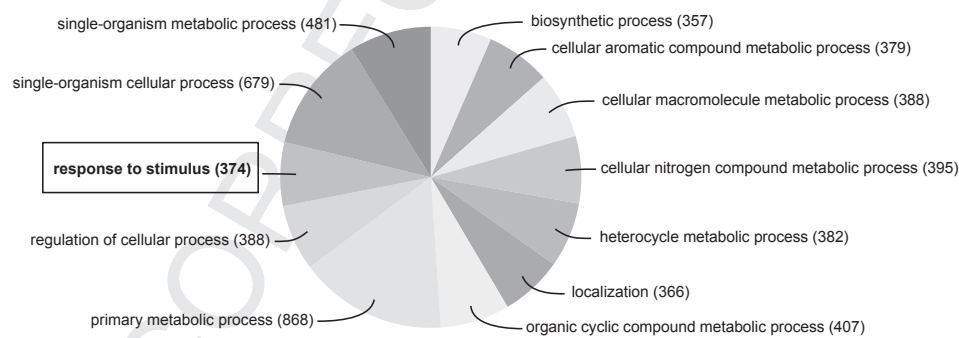 single-organism metabolic process (481)
biosynthetic process (357)
cellular aromatic compound metabolic process (379)
single-organism cellular process (679)
cellular macromolecule metabolic process (388)
response to stimulus (374)
cellular nitrogen compound metabolic process (395)
regulation of cellular process (388)
heterocycle metabolic process (382)
localization (366)
primary metabolic process (868)
organic cyclic compound metabolic process (407)